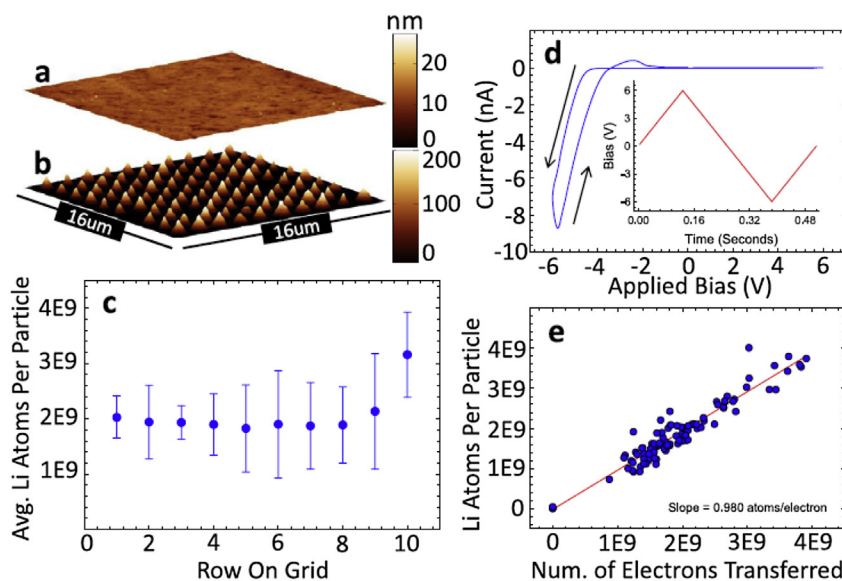 a
nm
20
10
0
b
200
100
0
16um
16um
c
Avg. Li Atoms Per Particle
4E9
3E9
2E9
1E9
0 2 4 6 8 10
Row On Grid
d
Current (nA)
0
-2
-4
-6
-8
-10
-6 -4 -2 0 2 4 6
Applied Bias (V)
Bias (V)
6
3
0
-3
-6
0.00 0.16 0.32 0.48
Time (Seconds)
e
Li Atoms Per Particle
4E9
3E9
2E9
1E9
0
0 1E9 2E9 3E9 4E9
Num. of Electrons Transferred
Slope = 0.980 atoms/electron